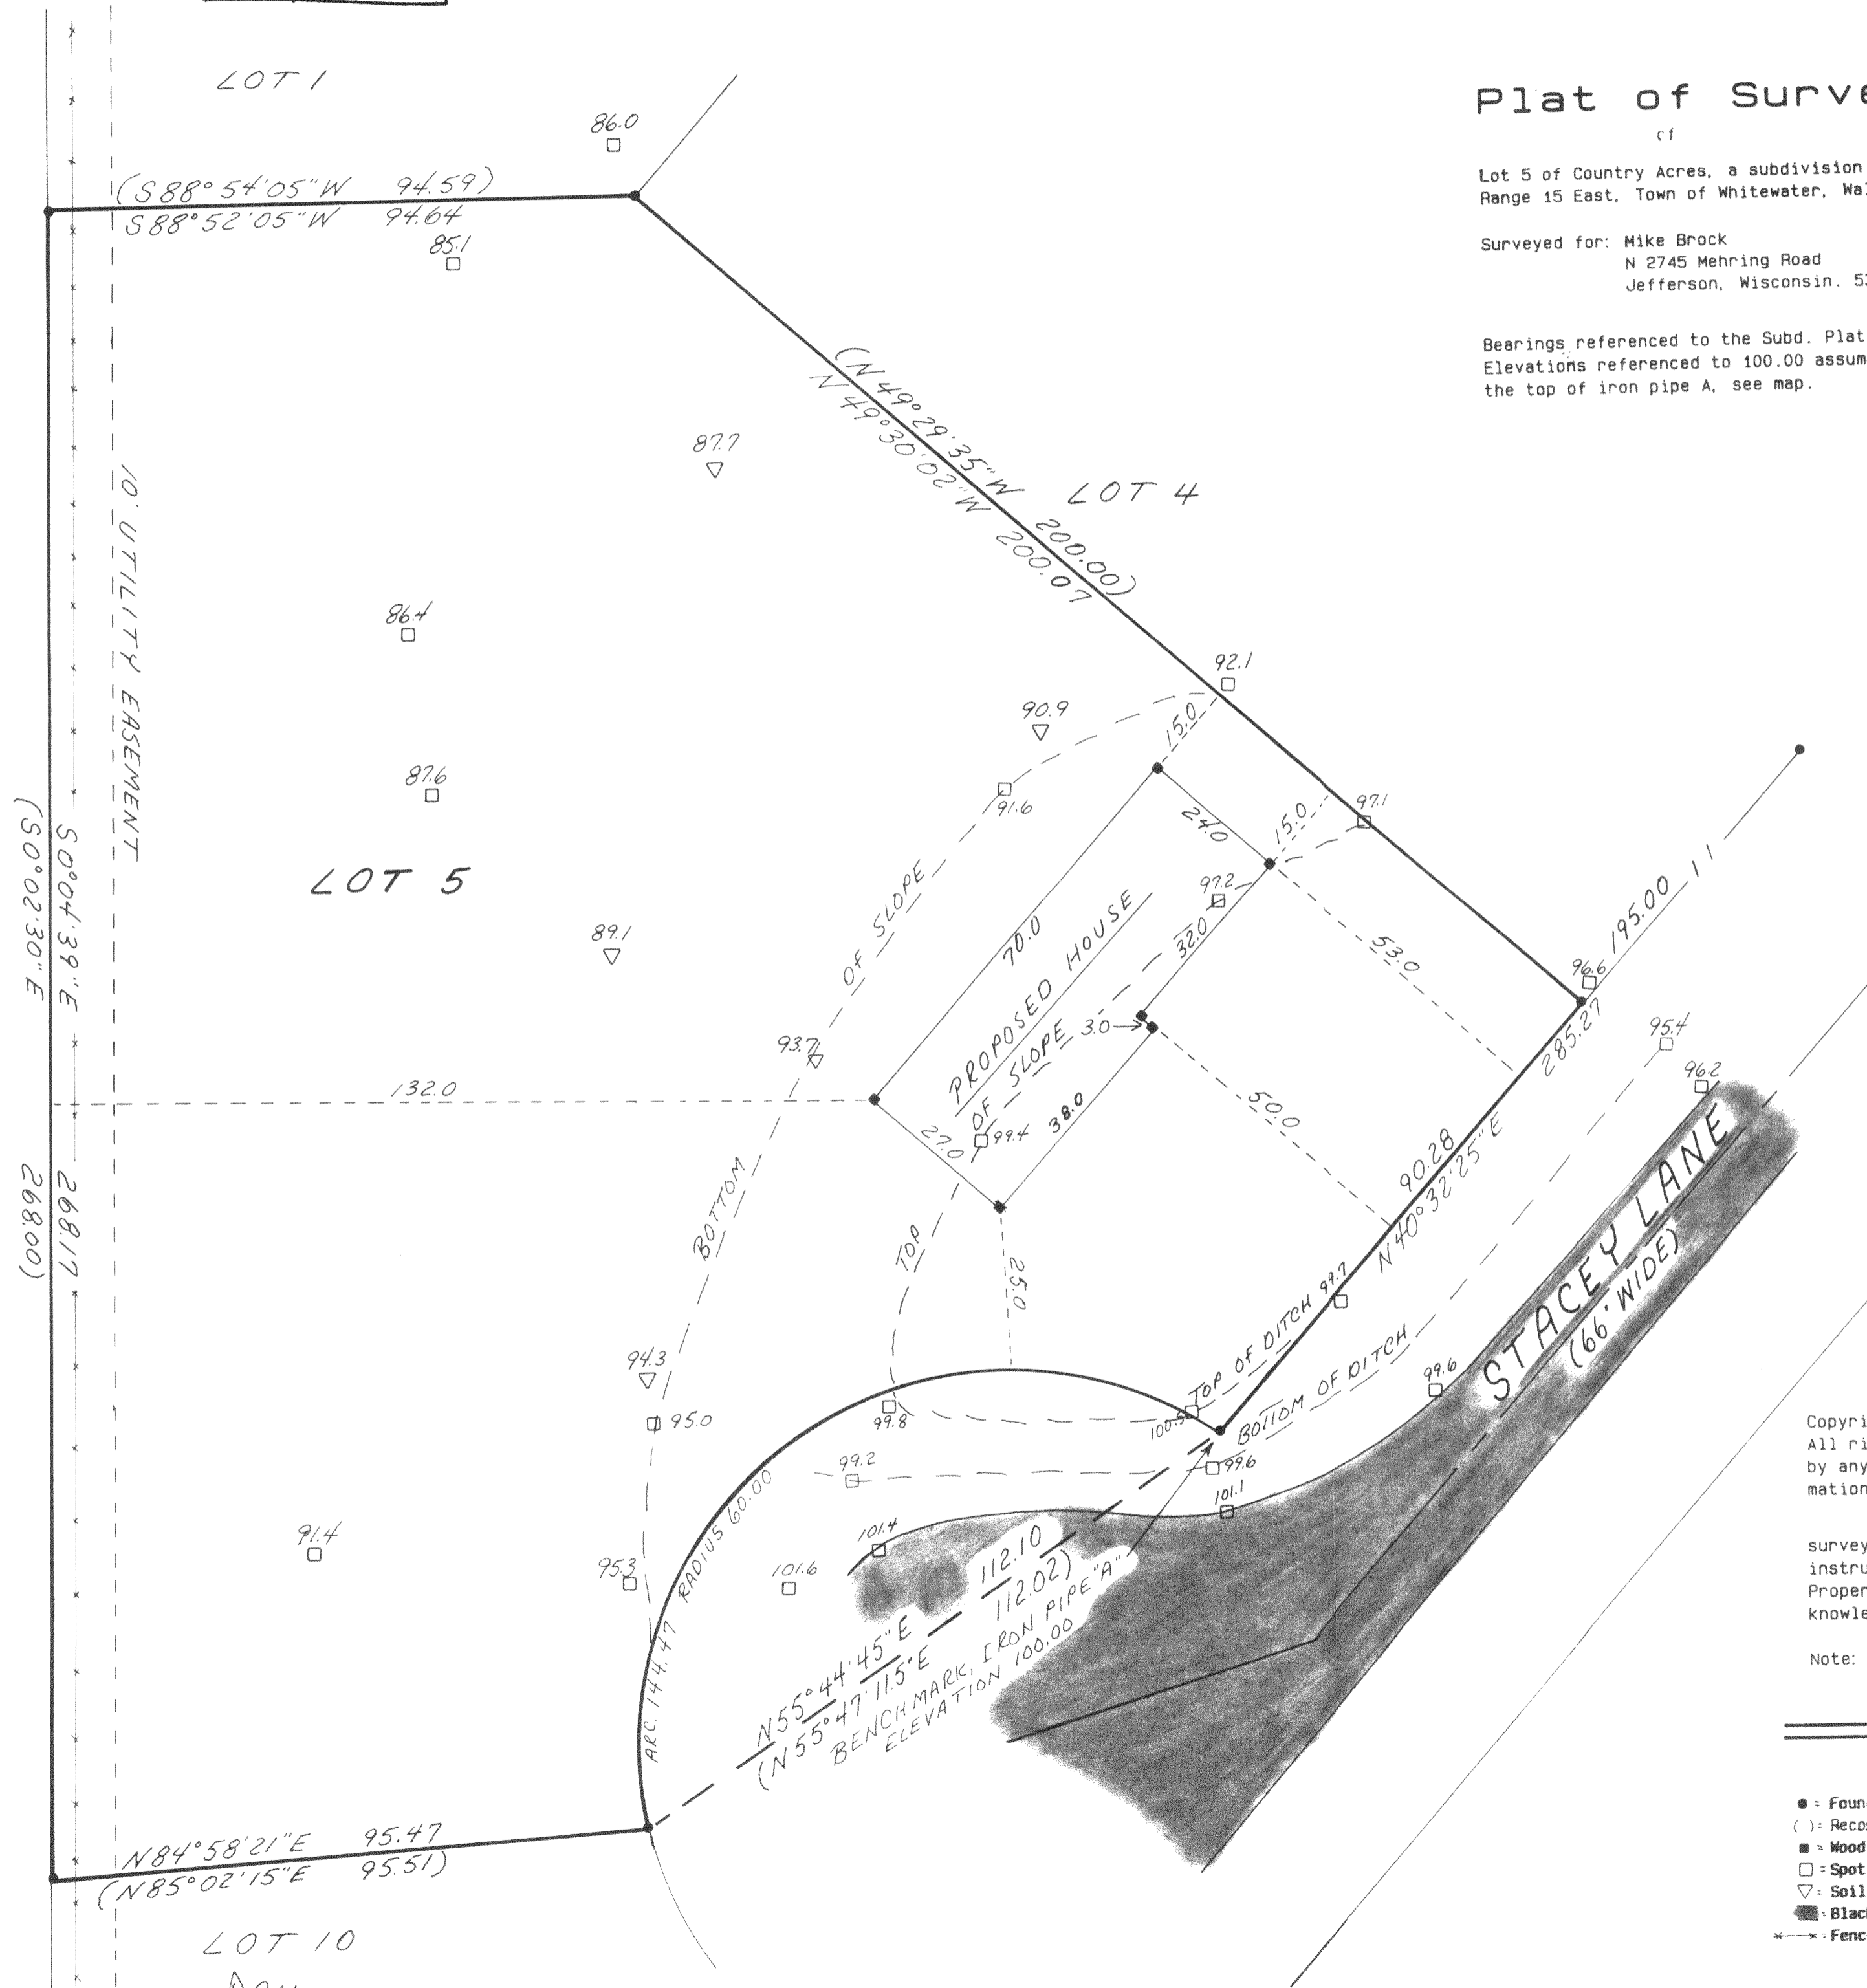 LOT 1
86.0
(S88°54'05"W 94.59)
S88°52'05"W 94.64
85.1
Plat of Surve
of
Lot 5 of Country Acres, a subdivision
Range 15 East, Town of Whitewater, Wa
Surveyed for: Mike Brock
N 2745 Mehring Road
Jefferson, Wisconsin. 53
Bearings referenced to the Subd. Plat
Elevations referenced to 100.00 assum
the top of iron pipe A, see map.
(N49°29'35"W 200.00)
N49°30'02"W 200.07
87.7
LOT 4
10' UTILITY EASEMENT
86.4
92.1
90.9
15.0
87.6
91.6
24.0
15.0
97.1
LOT 5
S0°04'39"E 268.17
(S0°02'30"E 268.00)
89.1
BOTTOM OF SLOPE
70.0
97.2
32.0
53.0
195.00
96.6
285.27
95.4
96.2
93.7
PROPOSED HOUSE
3.0
TOP OF SLOPE
132.0
27.0
99.4
38.0
50.0
90.28
N40°32'25"E
STACEY LANE
(66' WIDE)
25.0
99.7
TOP OF DITCH
BOTTOM OF DITCH
99.6
94.3
95.0
99.8
100.5
99.6
99.2
101.1
RADIUS 60.00
ARC. 144.47
91.4
95.3
101.6
101.4
N55°44'45"E 112.10
(N55°47'11.5"E 112.02)
BENCHMARK, IRON PIPE "A"
ELEVATION 100.00
N84°58'21"E 95.47
(N85°02'15"E 95.51)
LOT 10
Copyri
All ri
by any
mation
survey
instru
Proper
knowle
Note:
● = Foun
( )= Reco
■ = Wood
□ = Spot
▽ = Soil
: Blac
: Fenc